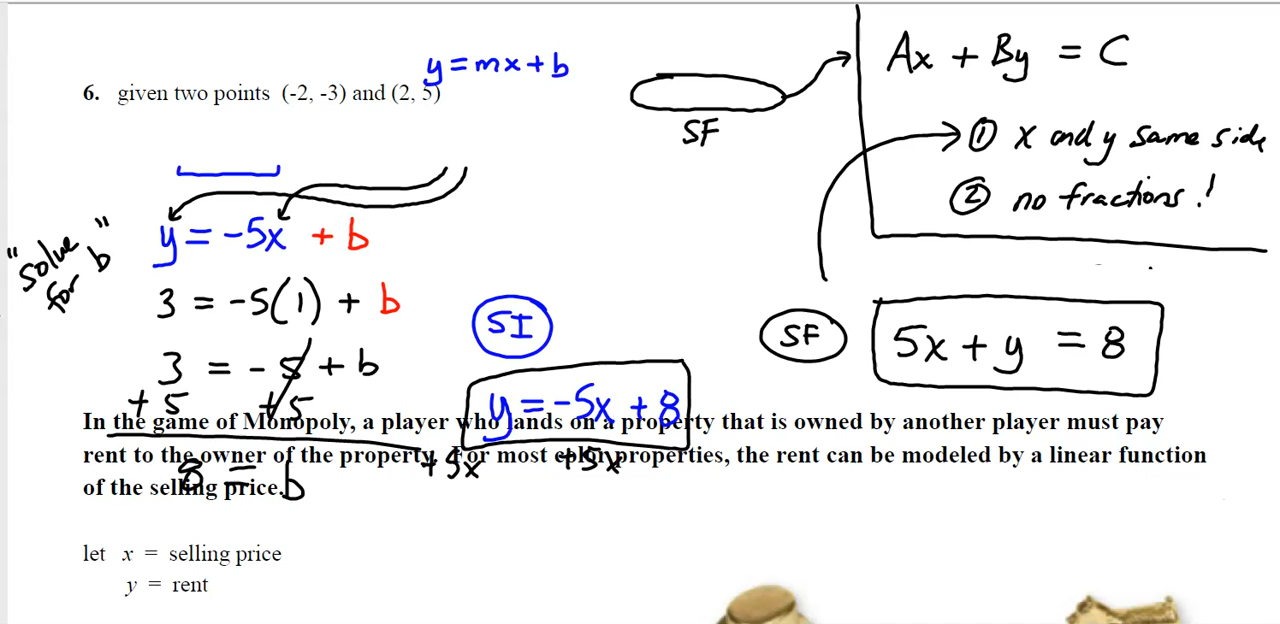 y = mx + b
6. given two points (-2, -3) and (2, 5)
SF
Ax + By = C
① x and y same side
② no fractions!
"Solve for b"
y = -5x + b
3 = -5(1) + b
3 = -5 + b
+5 +5
8 = b
SI
y = -5x + 8
+5x +5x
SF
5x + y = 8
In the game of Monopoly, a player who lands on a property that is owned by another player must pay
rent to the owner of the property. For most color properties, the rent can be modeled by a linear function
of the selling price.
let x = selling price
y = rent